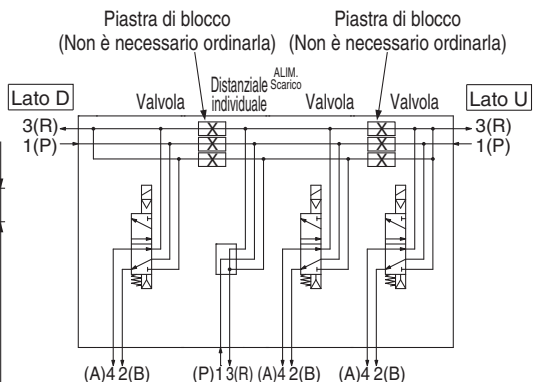 Piastra di blocco
(Non è necessario ordinarla)
Piastra di blocco
(Non è necessario ordinarla)
Lato D
Valvola
Distanziale
individuale
ALIM.
Scarico
Valvola
Valvola
Lato U
3(R)
1(P)
3(R)
1(P)
(A)4 2(B)
(P)1 3(R)
(A)4 2(B)
(A)4 2(B)